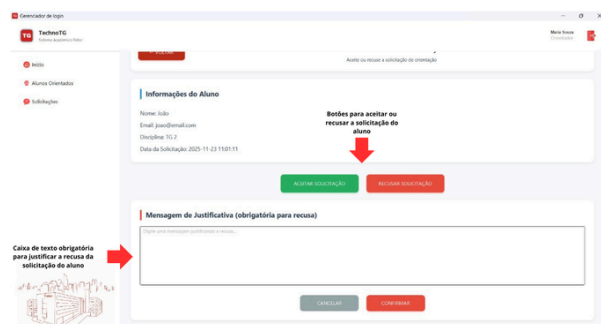 Gerenciador de login
TG
TechnoTG
Maria Souza
Orientador
Aceite ou recuse a solicitação de orientação
Início
Alunos Orientados
Solicitações
Informações do Aluno
Nome: João
Email: joao@email.com
Disciplina: TG 2
Data da Solicitação: 2025-11-23 11:01:11
Botões para aceitar ou
recusar a solicitação do
aluno
ACEITAR SOLICITAÇÃO
RECUSAR SOLICITAÇÃO
Mensagem de Justificativa (obrigatória para recusa)
Digite uma mensagem justificando a recusa...
Caixa de texto obrigatória
para justificar a recusa da
solicitação do aluno
CANCELAR
CONFIRMAR